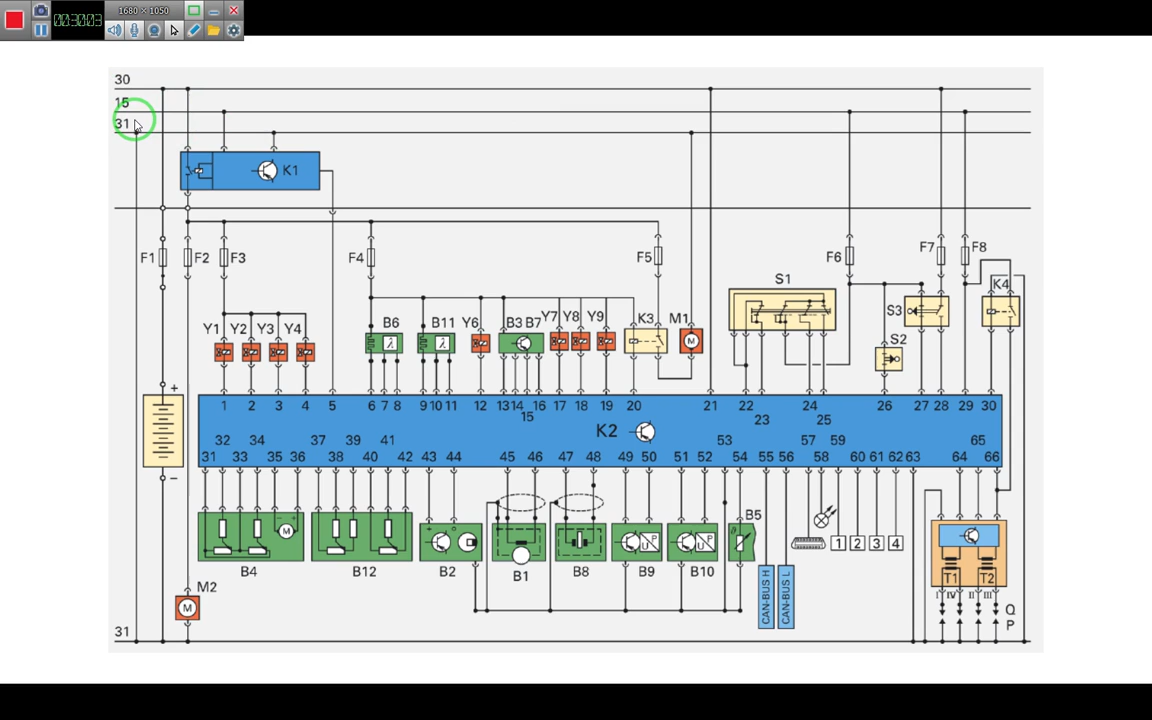 1680 × 1050
003003
30
15
31
K1
F1 F2 F3 F4 F5 F6 F7 F8
S1 K4
S3
Y1 Y2 Y3 Y4 B6 B11 Y6 B3 B7 Y7 Y8 Y9 K3 M1
S2
+
1 2 3 4 5 6 7 8 9 10 11 12 13 14 16 17 18 19 20 21 22 24 26 27 28 29 30
15 23 25
K2
32 34 37 39 41 53 57 59 65
31 33 35 36 38 40 42 43 44 45 46 47 48 49 50 51 52 54 55 56 58 60 61 62 63 64 66
−
B5
M M U P U P
1 2 3 4
B4 B12 B2 B1 B8 B9 B10 T1 T2
CAN-BUS H CAN-BUS L
M2
I IV II III
M
Q
P
31